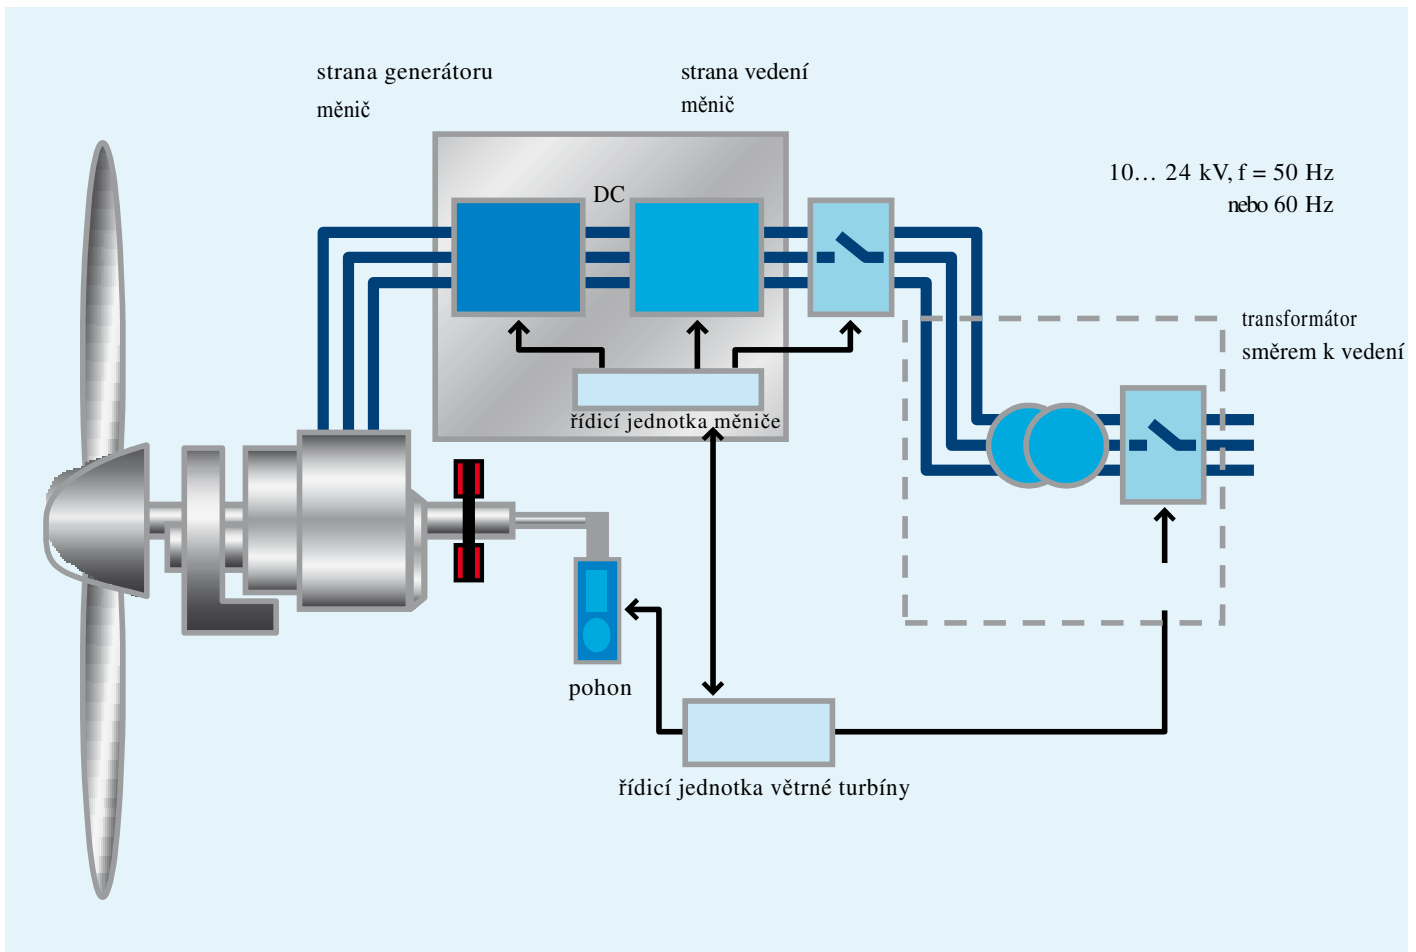 strana generátoru
měnič
strana vedení
měnič
10… 24 kV, f = 50 Hz
nebo 60 Hz
DC
transformátor
směrem k vedení
řídicí jednotka měniče
pohon
řídicí jednotka větrné turbíny